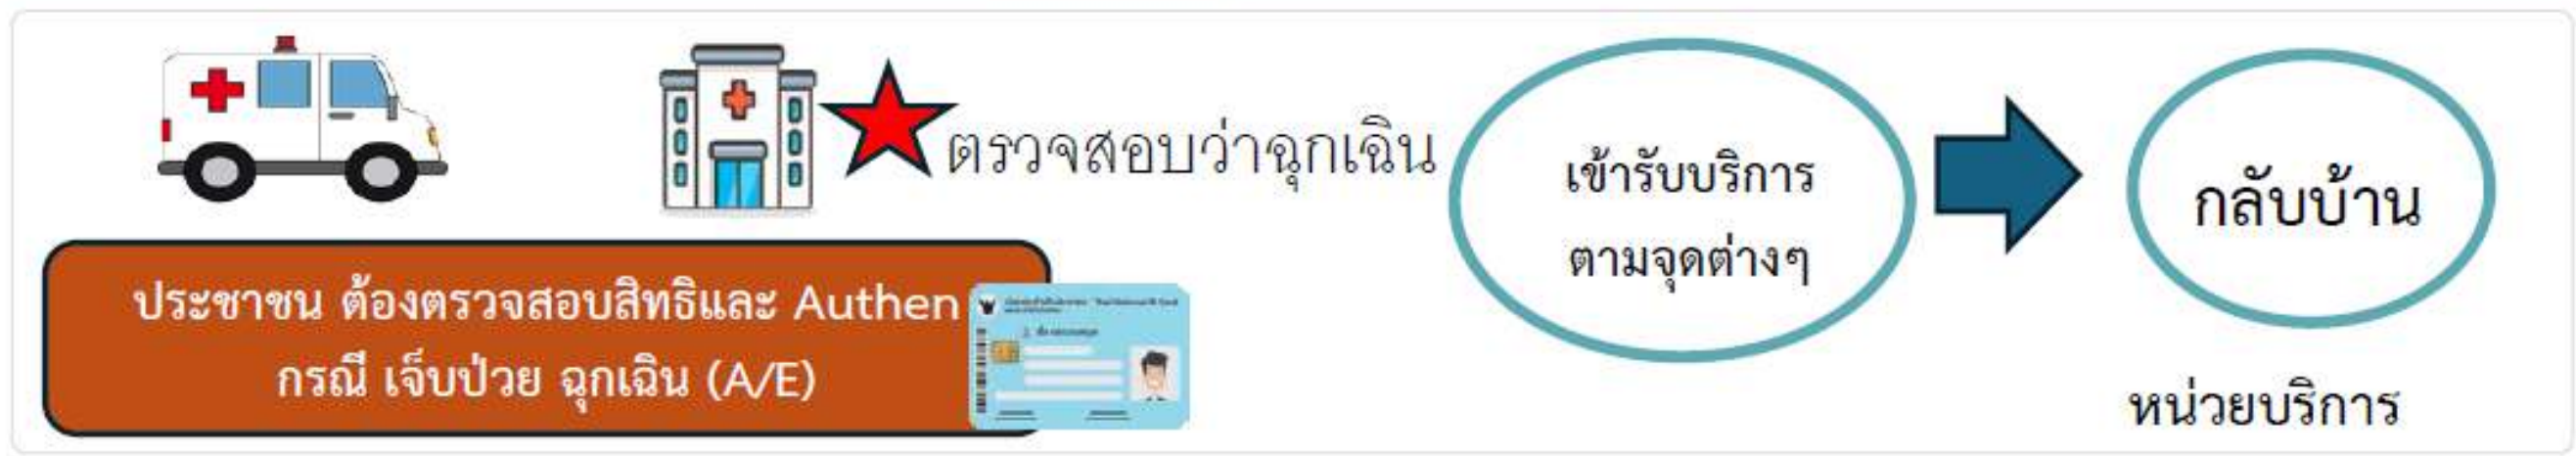 ตรวจสอบว่าฉุกเฉิน
เข้ารับบริการ
ตามจุดต่างๆ
กลับบ้าน
ประชาชน ต้องตรวจสอบสิทธิและ Authen
กรณี เจ็บป่วย ฉุกเฉิน (A/E)
หน่วยบริการ